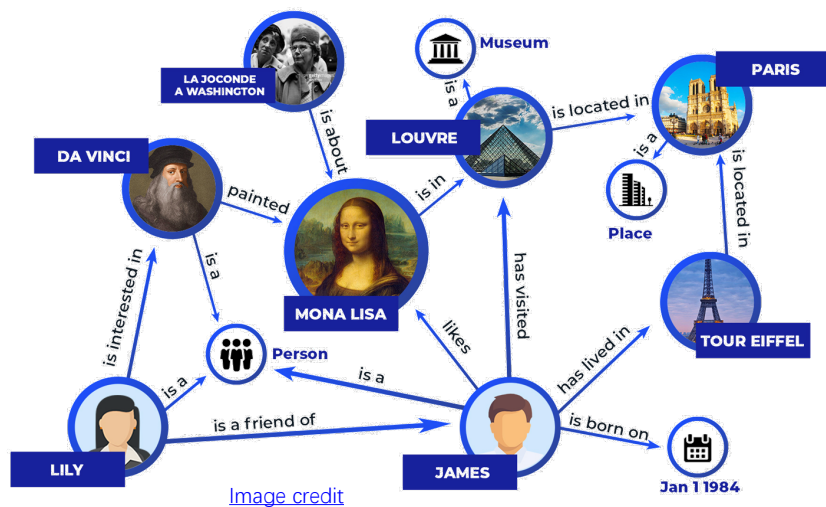 Museum
PARIS
LA JOCONDE
A WASHINGTON
is a
is located in
LOUVRE
is about
DA VINCI
is a
is located in
painted
is in
Place
is interested in
is a
has visited
MONA LISA
likes
TOUR EIFFEL
Person
has lived in
is a
is a
is a friend of
is born on
LILY
JAMES
Jan 1 1984
Image credit